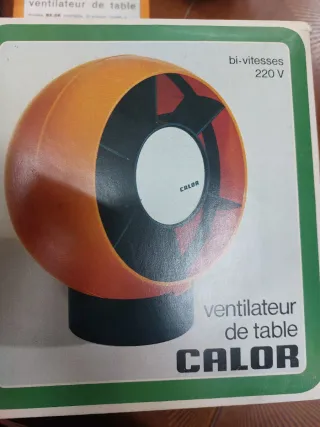 ventilateur de table
bi-vitesses
220 V
CALOR
ventilateur
de table
CALOR